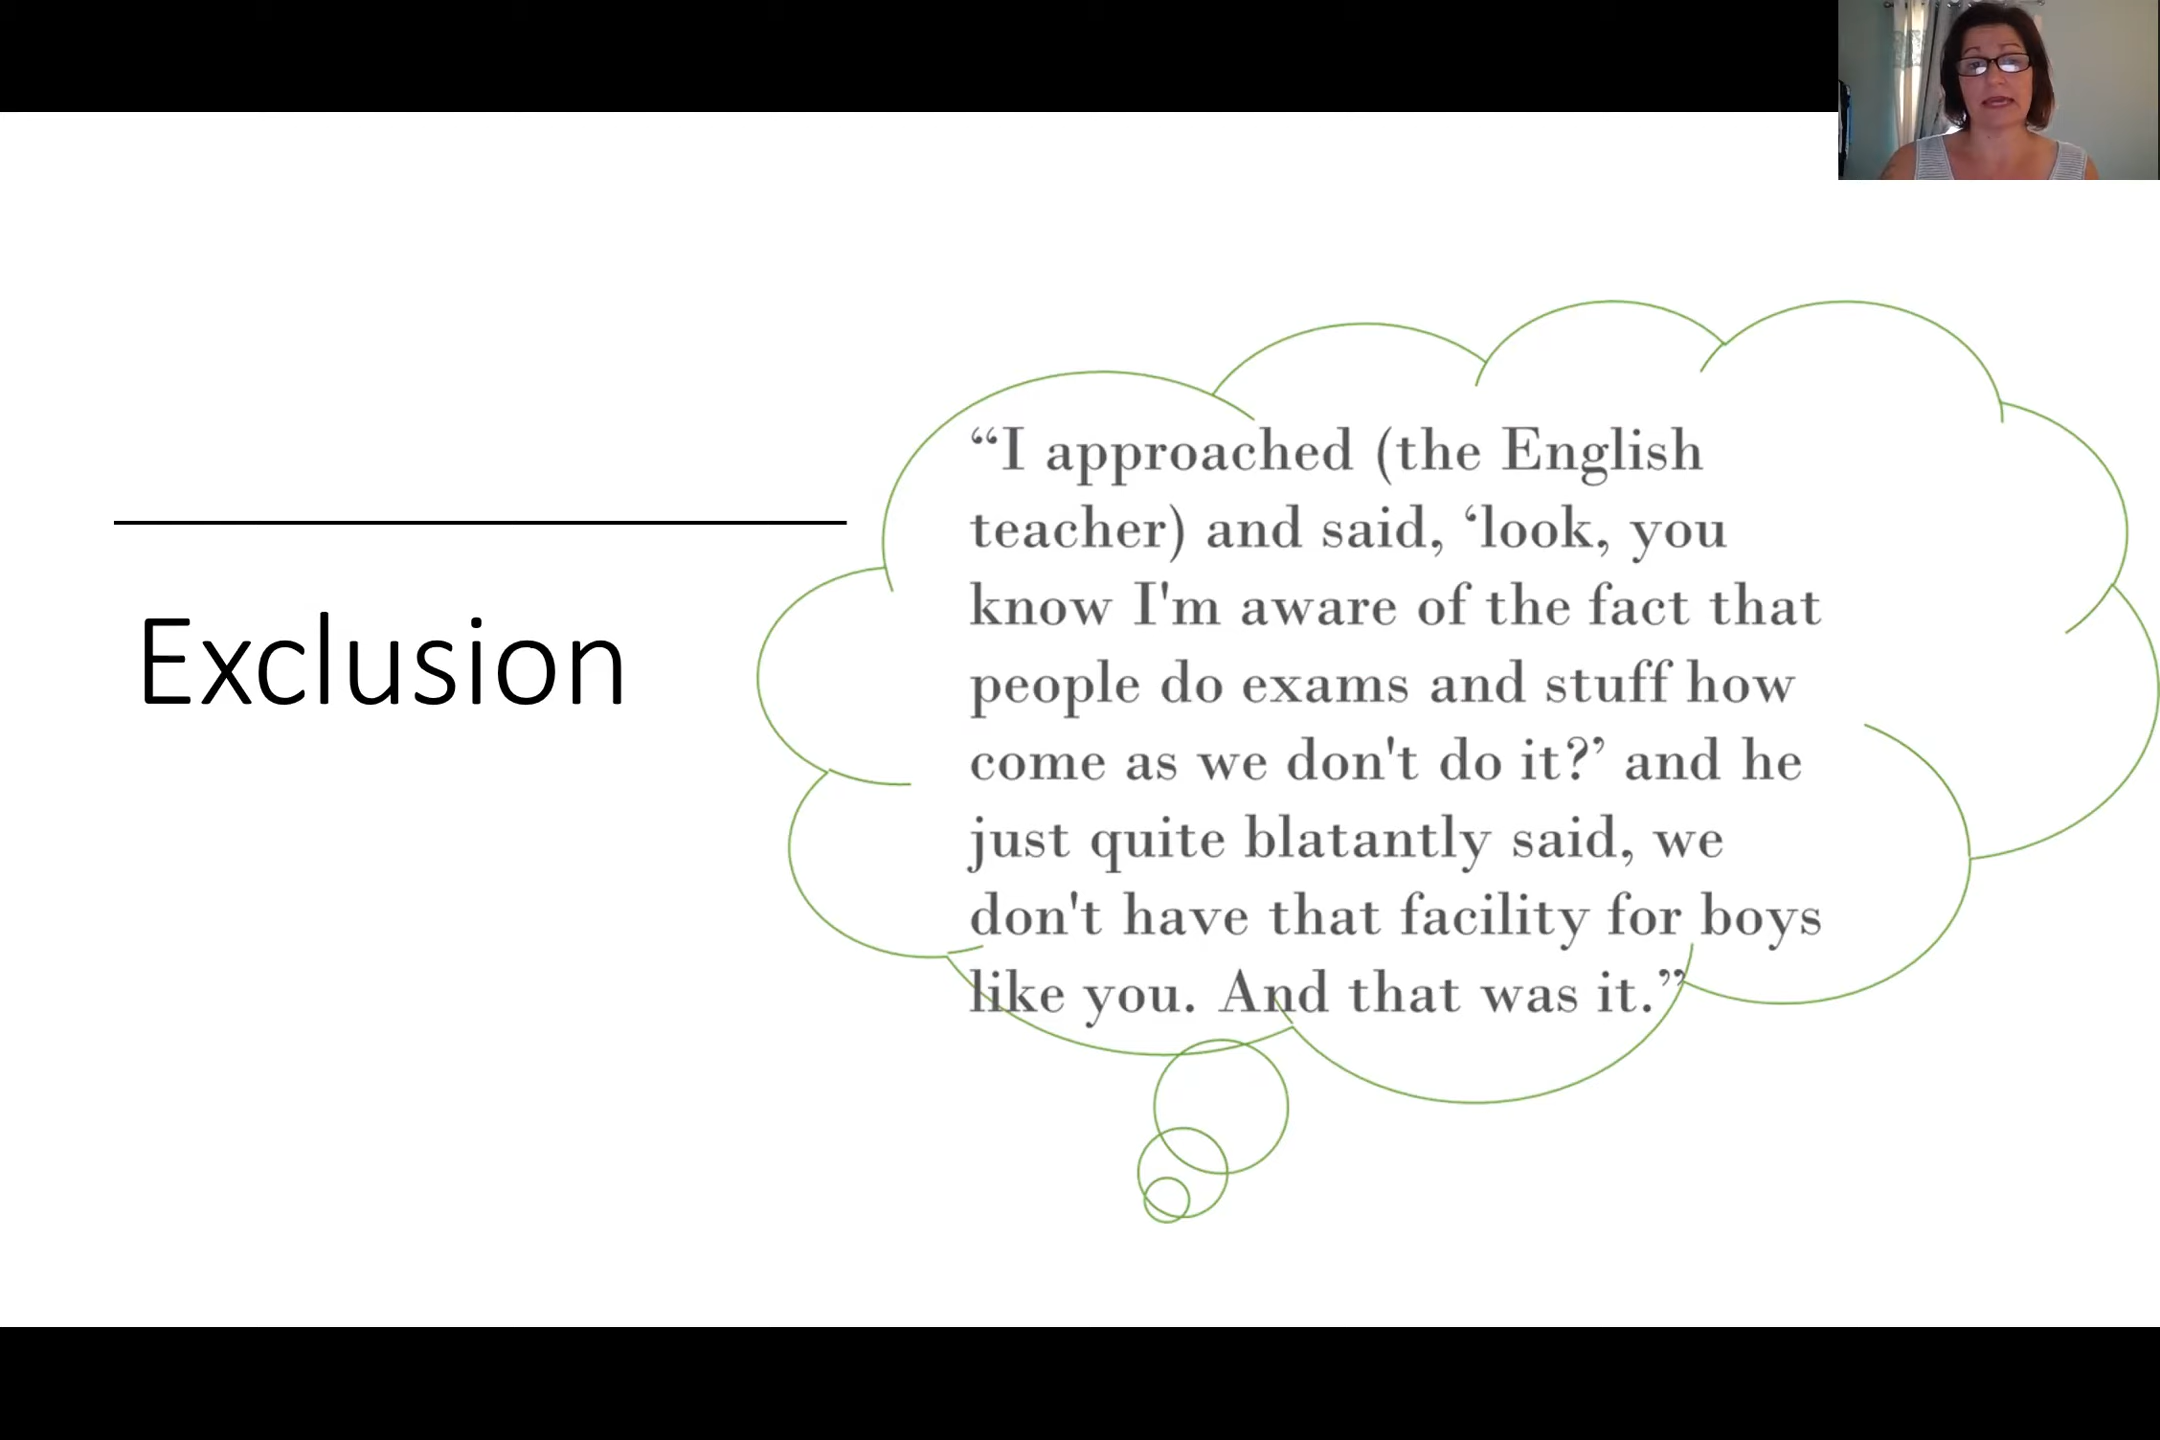 Exclusion
“I approached (the English
teacher) and said, ‘look, you
know I'm aware of the fact that
people do exams and stuff how
come as we don't do it?’ and he
just quite blatantly said, we
don't have that facility for boys
like you. And that was it.”